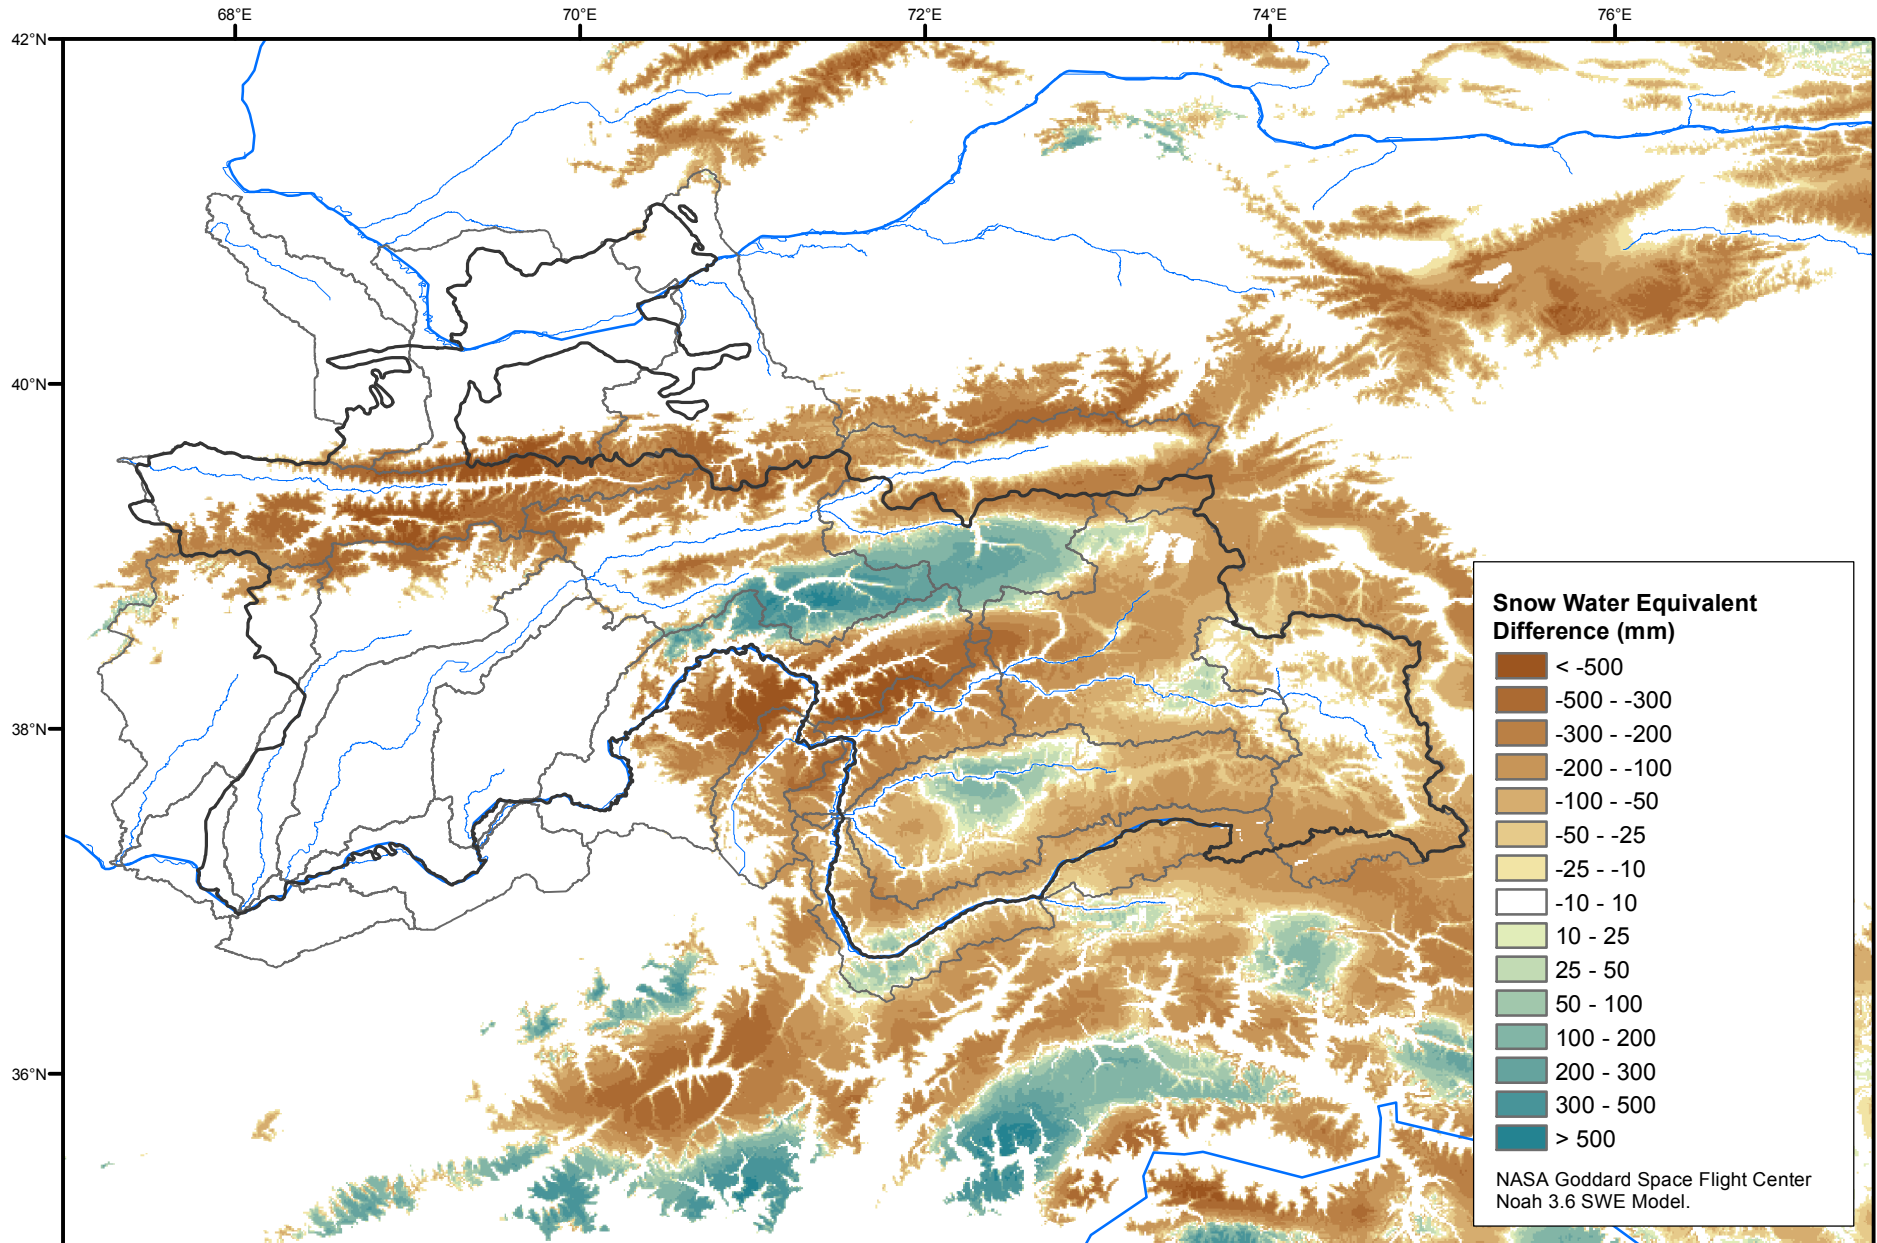 68°E 70°E 72°E 74°E 76°E
42°N
40°N
38°N
36°N
Snow Water Equivalent
Difference (mm)
< -500
-500 - -300
-300 - -200
-200 - -100
-100 - -50
-50 - -25
-25 - -10
-10 - 10
10 - 25
25 - 50
50 - 100
100 - 200
200 - 300
300 - 500
> 500
NASA Goddard Space Flight Center
Noah 3.6 SWE Model.